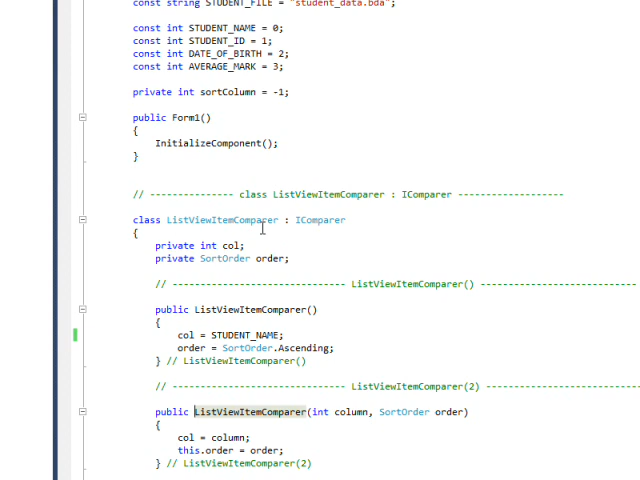 const string STUDENT_FILE = "student_data.bda";
const int STUDENT_NAME = 0;
const int STUDENT_ID = 1;
const int DATE_OF_BIRTH = 2;
const int AVERAGE_MARK = 3;
private int sortColumn = -1;
public Form1()
{
InitializeComponent();
}
// --------------- class ListViewItemComparer : IComparer -------------------
class ListViewItemComparer : IComparer
{
private int col;
private SortOrder order;
// ------------------------------- ListViewItemComparer() ----------------------------
public ListViewItemComparer()
{
col = STUDENT_NAME;
order = SortOrder.Ascending;
} // ListViewItemComparer()
// ------------------------------- ListViewItemComparer(2) ----------------------------
public ListViewItemComparer(int column, SortOrder order)
{
col = column;
this.order = order;
} // ListViewItemComparer(2)